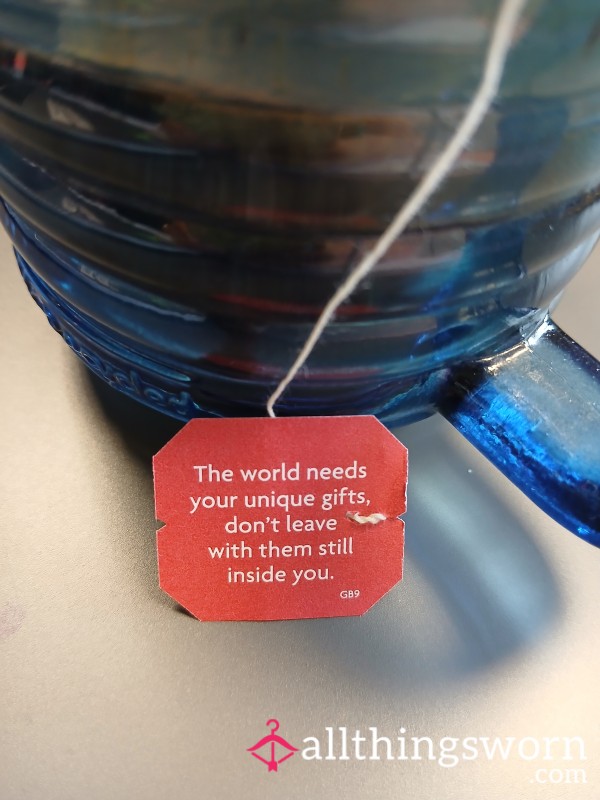 The world needs
your unique gifts,
don't leave
with them still
inside you.
GB9
allthingsworn
.com